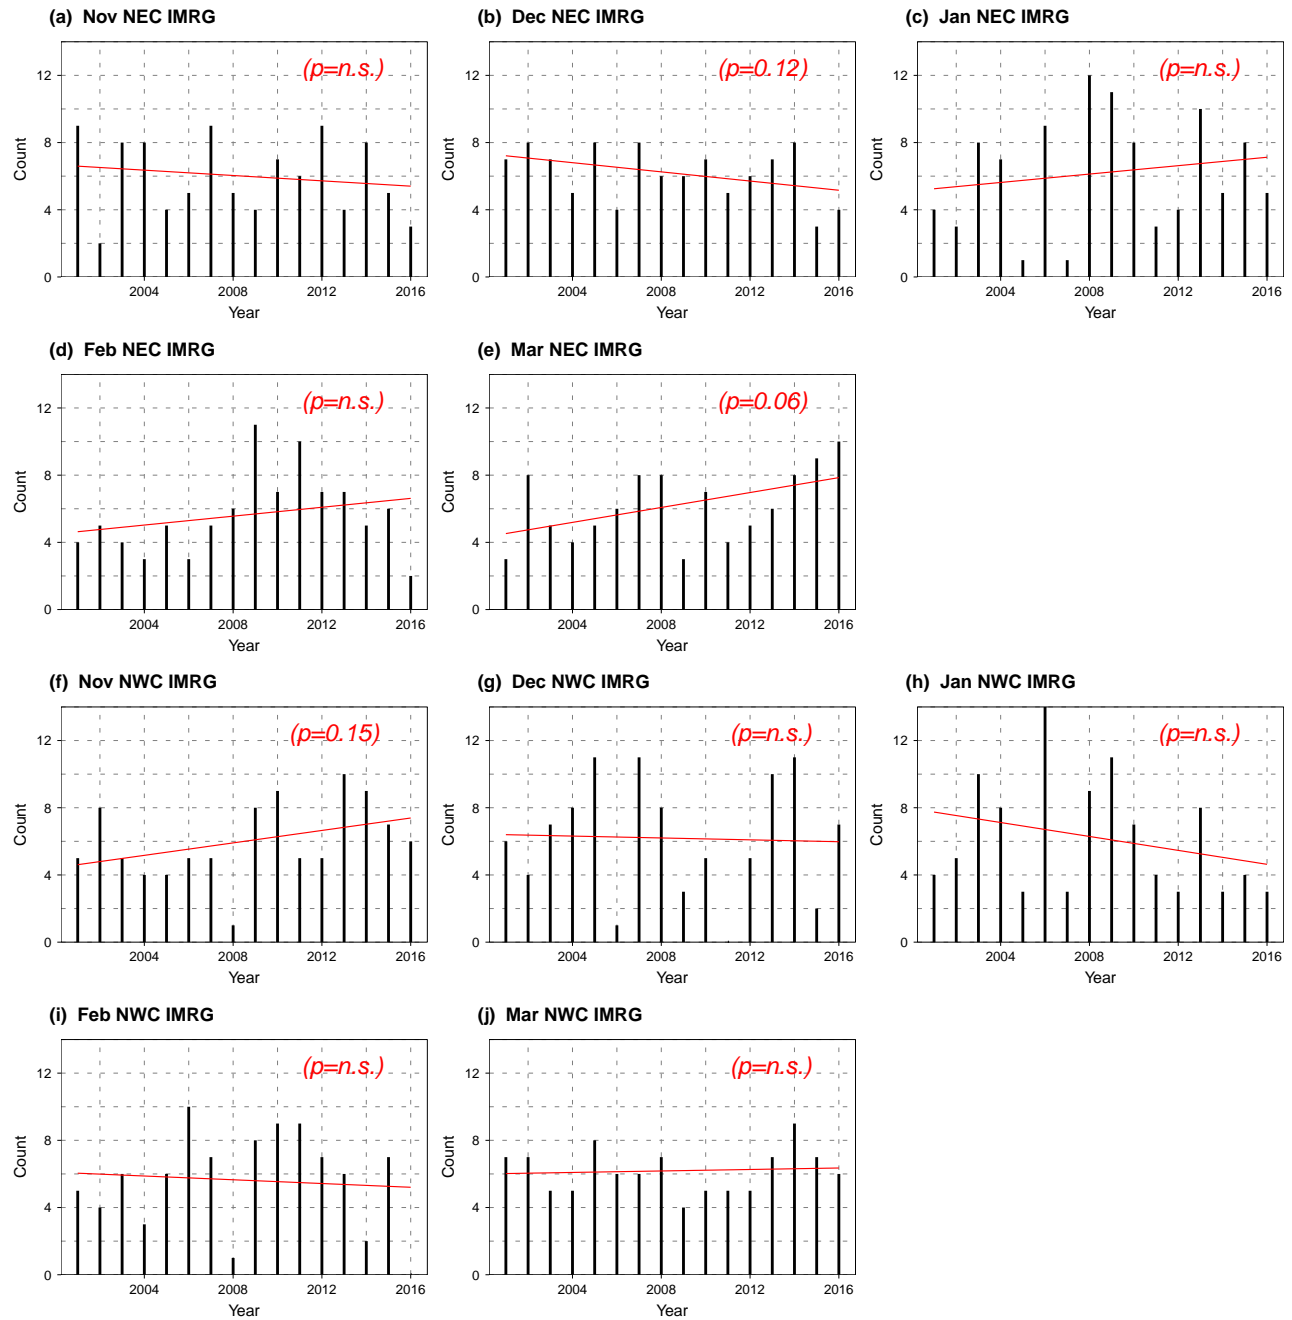 (a) Nov NEC IMRG
(p=n.s.)
Count
12
8
4
0
2004 2008 2012 2016
Year
(b) Dec NEC IMRG
(p=0.12)
Count
12
8
4
0
2004 2008 2012 2016
Year
(c) Jan NEC IMRG
(p=n.s.)
Count
12
8
4
0
2004 2008 2012 2016
Year
(d) Feb NEC IMRG
(p=n.s.)
Count
12
8
4
0
2004 2008 2012 2016
Year
(e) Mar NEC IMRG
(p=0.06)
Count
12
8
4
0
2004 2008 2012 2016
Year
(f) Nov NWC IMRG
(p=0.15)
Count
12
8
4
0
2004 2008 2012 2016
Year
(g) Dec NWC IMRG
(p=n.s.)
Count
12
8
4
0
2004 2008 2012 2016
Year
(h) Jan NWC IMRG
(p=n.s.)
Count
12
8
4
0
2004 2008 2012 2016
Year
(i) Feb NWC IMRG
(p=n.s.)
Count
12
8
4
0
2004 2008 2012 2016
Year
(j) Mar NWC IMRG
(p=n.s.)
Count
12
8
4
0
2004 2008 2012 2016
Year